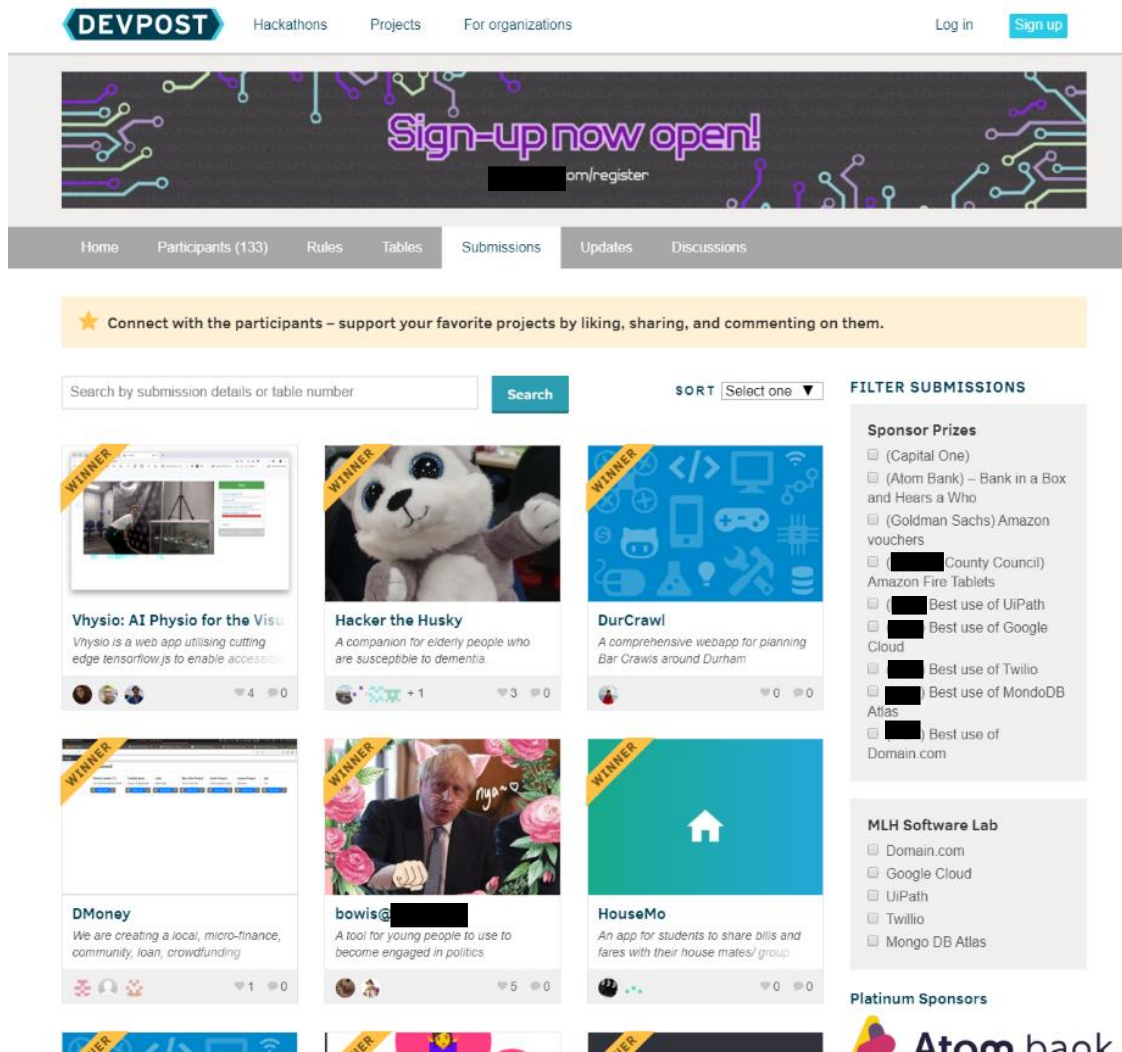 DEVPOST
Hackathons
Projects
For organizations
Log in
Sign up
Sign-up now open!
om/register
Home
Participants (133)
Rules
Tables
Submissions
Updates
Discussions
Connect with the participants – support your favorite projects by liking, sharing, and commenting on them.
Search by submission details or table number
Search
SORT
Select one ▼
FILTER SUBMISSIONS
Sponsor Prizes
(Capital One)
(Atom Bank) – Bank in a Box
and Hears a Who
(Goldman Sachs) Amazon
vouchers
( County Council)
Amazon Fire Tablets
( Best use of UiPath
Best use of Google
Cloud
( Best use of Twilio
) Best use of MondoDB
Atlas
) Best use of
Domain.com
MLH Software Lab
Domain.com
Google Cloud
UiPath
Twillio
Mongo DB Atlas
Platinum Sponsors
Atom bank
WINNER
Vhysio: AI Physio for the Visu
Vhysio is a web app utilising cutting
edge tensorflow.js to enable accessible
4
0
WINNER
Hacker the Husky
A companion for elderly people who
are susceptible to dementia.
+ 1
3
0
WINNER
</>
DurCrawl
A comprehensive webapp for planning
Bar Crawls around Durham
0
0
WINNER
DMoney
We are creating a local, micro-finance,
community, loan, crowdfunding
1
0
WINNER
nya~
bowis@
A tool for young people to use to
become engaged in politics
5
0
WINNER
HouseMo
An app for students to share bills and
fares with their house mates/ group
0
0